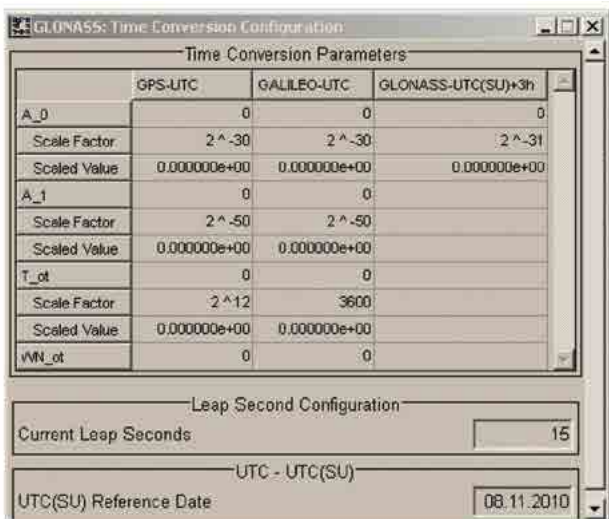 GLONASS: Time Conversion Configuration
Time Conversion Parameters
GPS-UTC GALILEO-UTC GLONASS-UTC(SU)+3h
A_0 0 0 0
Scale Factor 2^-30 2^-30 2^-31
Scaled Value 0.000000e+00 0.000000e+00 0.000000e+00
A_1 0 0
Scale Factor 2^-50 2^-50
Scaled Value 0.000000e+00 0.000000e+00
T_ot 0 0
Scale Factor 2^12 3600
Scaled Value 0.000000e+00 0.000000e+00
WN_ot 0 0
Leap Second Configuration
Current Leap Seconds 15
UTC - UTC(SU)
UTC(SU) Reference Date 08.11.2010